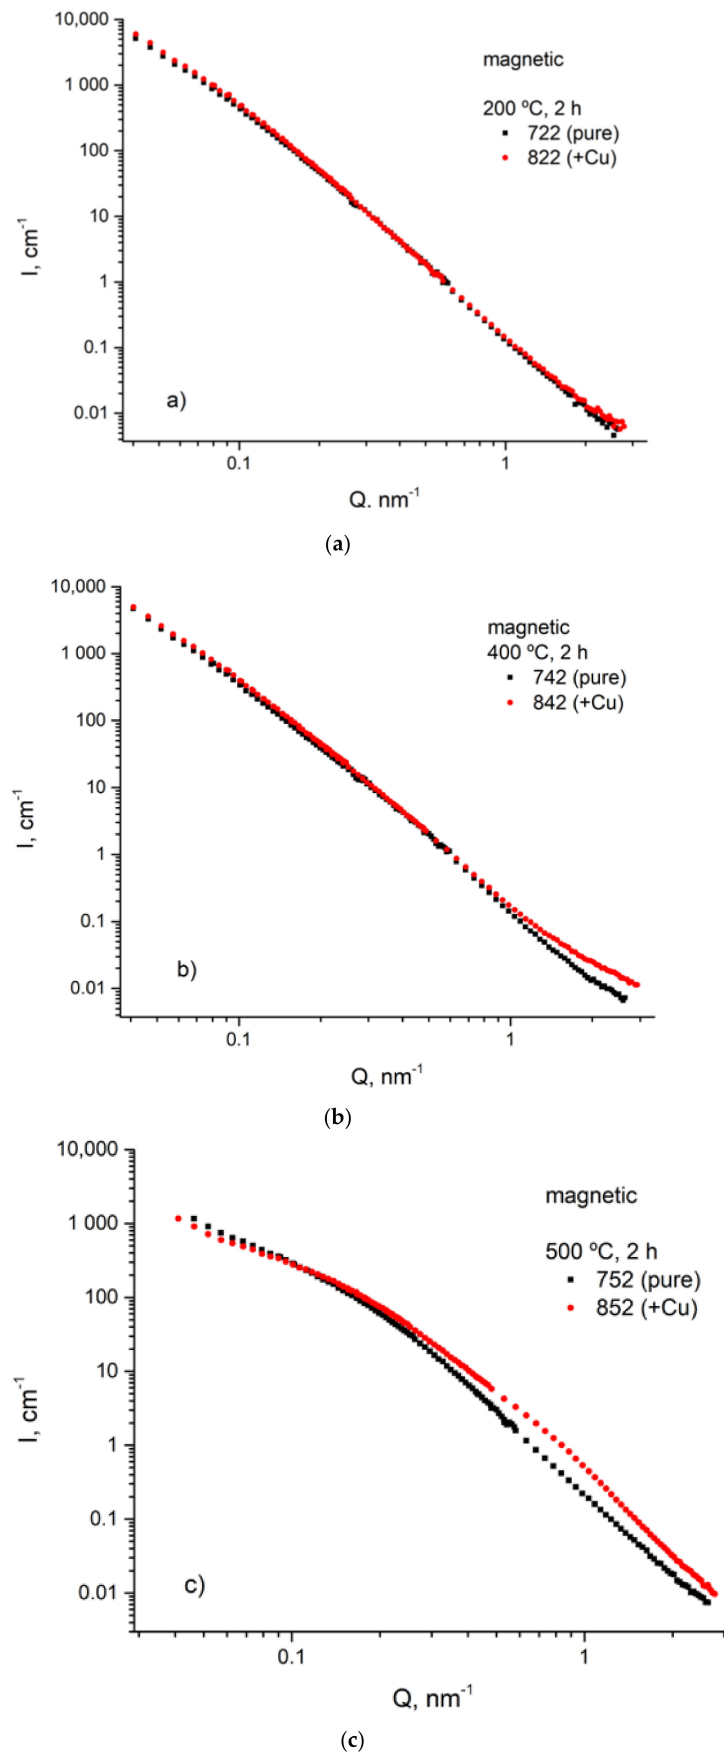 10,000
1 000
100
10
1
0.1
0.01
I, cm-1
magnetic
200 ºC, 2 h
722 (pure)
822 (+Cu)
a)
0.1
1
Q. nm-1
(a)
10,000
1 000
100
10
1
0.1
0.01
I, cm-1
magnetic
400 ºC, 2 h
742 (pure)
842 (+Cu)
b)
0.1
1
Q, nm-1
(b)
10,000
1 000
100
10
1
0.1
0.01
I, cm-1
magnetic
500 ºC, 2 h
752 (pure)
852 (+Cu)
c)
0.1
1
Q, nm-1
(c)